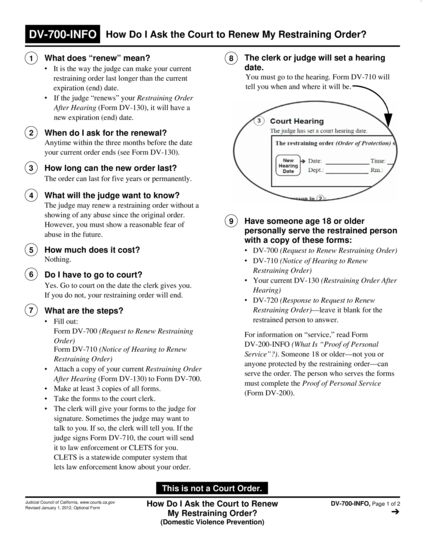 DV-700-INFO How Do I Ask the Court to Renew My Restraining Order?
1 What does “renew” mean?
• It is the way the judge can make your current
restraining order last longer than the current
expiration (end) date.
• If the judge “renews” your Restraining Order
After Hearing (Form DV-130), it will have a
new expiration (end) date.
2 When do I ask for the renewal?
Anytime within the three months before the date
your current order ends (see Form DV-130).
3 How long can the new order last?
The order can last for five years or permanently.
4 What will the judge want to know?
The judge may renew a restraining order without a
showing of any abuse since the original order.
However, you must show a reasonable fear of
abuse in the future.
5 How much does it cost?
Nothing.
6 Do I have to go to court?
Yes. Go to court on the date the clerk gives you.
If you do not, your restraining order will end.
7 What are the steps?
• Fill out:
Form DV-700 (Request to Renew Restraining
Order)
Form DV-710 (Notice of Hearing to Renew
Restraining Order)
• Attach a copy of your current Restraining Order
After Hearing (Form DV-130) to Form DV-700.
• Make at least 3 copies of all forms.
• Take the forms to the court clerk.
• The clerk will give your forms to the judge for
signature. Sometimes the judge may want to
talk to you. If so, the clerk will tell you. If the
judge signs Form DV-710, the court will send
it to law enforcement or CLETS for you.
CLETS is a statewide computer system that
lets law enforcement know about your order.
8 The clerk or judge will set a hearing
date.
You must go to the hearing. Form DV-710 will
tell you when and where it will be.
3 Court Hearing
The judge has set a court hearing date.
The restraining order (Order of Protection) s
New
Hearing
Date
Date: Time:
Dept.: Rm.:
in 2
9 Have someone age 18 or older
personally serve the restrained person
with a copy of these forms:
• DV-700 (Request to Renew Restraining Order)
• DV-710 (Notice of Hearing to Renew
Restraining Order)
• Your current DV-130 (Restraining Order After
Hearing)
• DV-720 (Response to Request to Renew
Restraining Order)—leave it blank for the
restrained person to answer.
For information on “service,” read Form
DV-200-INFO (What Is “Proof of Personal
Service”?). Someone 18 or older—not you or
anyone protected by the restraining order—can
serve the order. The person who serves the forms
must complete the Proof of Personal Service
(Form DV-200).
This is not a Court Order.
Judicial Council of California, www.courts.ca.gov
Revised January 1, 2012, Optional Form
How Do I Ask the Court to Renew
My Restraining Order?
(Domestic Violence Prevention)
DV-700-INFO, Page 1 of 2